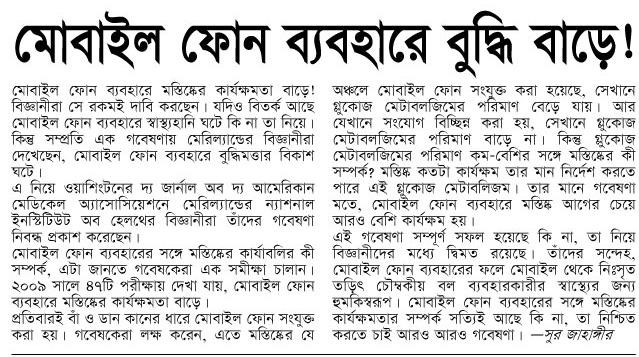 মোবাইল ফোন ব্যবহারে বুদ্ধি বাড়ে!
মোবাইল ফোন ব্যবহারে মস্তিষ্কের কার্যক্ষমতা বাড়ে!
বিজ্ঞানীরা সে রকমই দাবি করছেন। যদিও বিতর্ক আছে
মোবাইল ফোন ব্যবহারে স্বাস্থ্যহানি ঘটে কি না তা নিয়ে।
কিন্তু সম্প্রতি এক গবেষণায় মেরিল্যান্ডের বিজ্ঞানীরা
দেখেছেন, মোবাইল ফোন ব্যবহারে বুদ্ধিমত্তার বিকাশ
ঘটে।
এ নিয়ে ওয়াশিংটনের দ্য জার্নাল অব দ্য আমেরিকান
মেডিকেল অ্যাসোসিয়েশনে মেরিল্যান্ডের ন্যাশনাল
ইনস্টিটিউট অব হেলথের বিজ্ঞানীরা তাঁদের গবেষণা
নিবন্ধ প্রকাশ করেছেন।
মোবাইল ফোন ব্যবহারের সঙ্গে মস্তিষ্কের কার্যাবলির কী
সম্পর্ক, এটা জানতে গবেষকেরা এক সমীক্ষা চালান।
২০০৯ সালে ৪৭টি পরীক্ষায় দেখা যায়, মোবাইল ফোন
ব্যবহারে মস্তিষ্কের কার্যক্ষমতা বাড়ে।
প্রতিবারই বাঁ ও ডান কানের ধারে মোবাইল ফোন সংযুক্ত
করা হয়। গবেষকেরা লক্ষ করেন, এতে মস্তিষ্কের যে
অঞ্চলে মোবাইল ফোন সংযুক্ত করা হয়েছে, সেখানে
গ্লুকোজ মেটাবলজিমের পরিমাণ বেড়ে যায়। আর
যেখানে সংযোগ বিচ্ছিন্ন করা হয়, সেখানে গ্লুকোজ
মেটাবলজিমের পরিমাণ বাড়ে না। কিন্তু গ্লুকোজ
মেটাবলজিমের পরিমাণ কম-বেশির সঙ্গে মস্তিষ্কের কী
সম্পর্ক? মস্তিষ্ক কতটা কার্যক্ষম তার মান নির্দেশ করতে
পারে এই গ্লুকোজ মেটাবলিজম। তার মানে গবেষণা
মতে, মোবাইল ফোন ব্যবহারে মস্তিষ্ক আগের চেয়ে
আরও বেশি কার্যক্ষম হয়।
এই গবেষণা সম্পূর্ণ সফল হয়েছে কি না, তা নিয়ে
বিজ্ঞানীদের মধ্যে দ্বিমত রয়েছে। তাঁদের সন্দেহ,
মোবাইল ফোন ব্যবহারের ফলে মোবাইল থেকে নিঃসৃত
তড়িৎ চৌম্বকীয় বল ব্যবহারকারীর স্বাস্থ্যের জন্য
হুমকিস্বরূপ। মোবাইল ফোন ব্যবহারের সঙ্গে মস্তিষ্কের
কার্যক্ষমতার সম্পর্ক সত্যিই আছে কি না, তা নিশ্চিত
করতে চাই আরও আরও গবেষণা। —সুর জাহাঙ্গীর